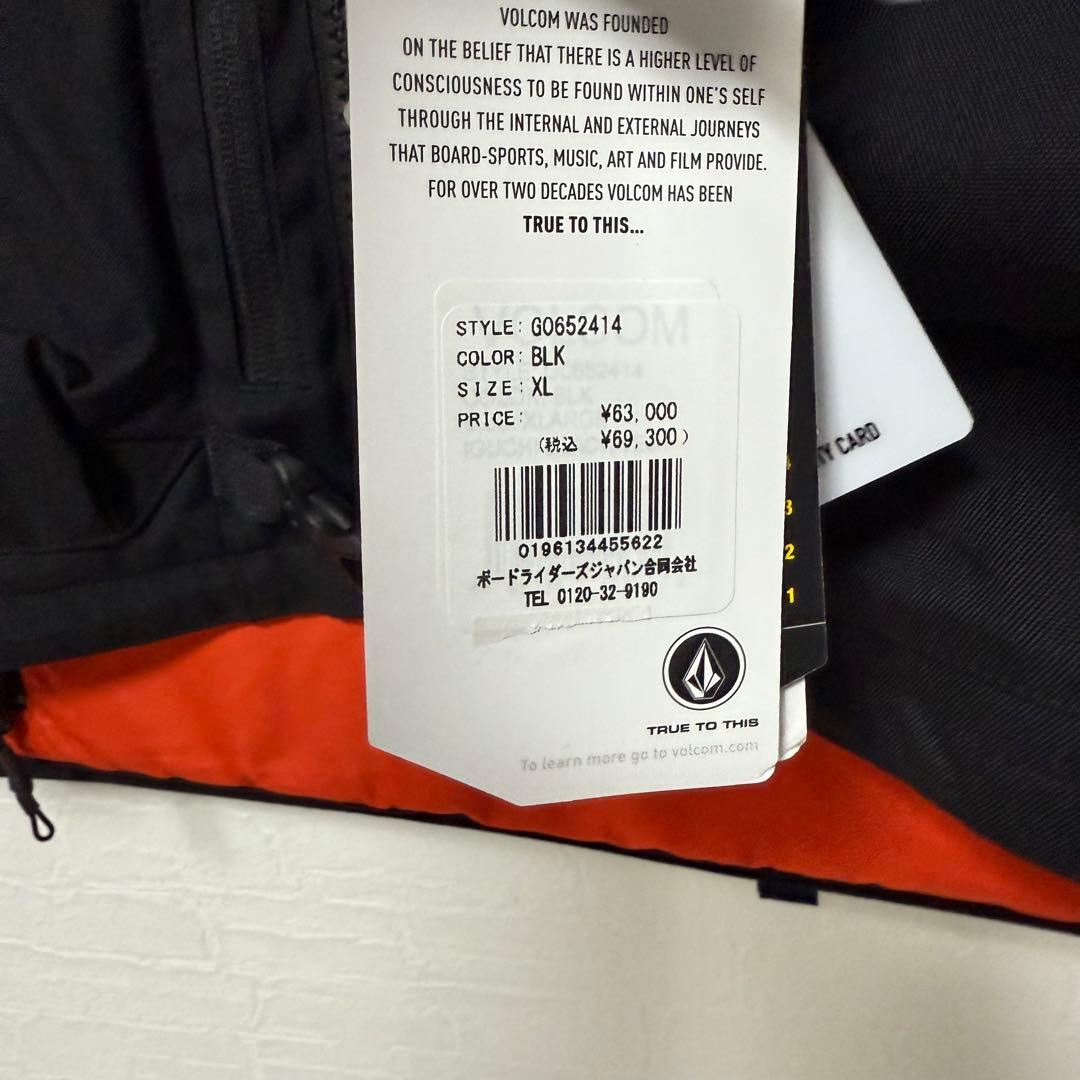 VOLCOM WAS FOUNDED
ON THE BELIEF THAT THERE IS A HIGHER LEVEL OF
CONSCIOUSNESS TO BE FOUND WITHIN ONE'S SELF
THROUGH THE INTERNAL AND EXTERNAL JOURNEYS
THAT BOARD-SPORTS, MUSIC, ART AND FILM PROVIDE.
FOR OVER TWO DECADES VOLCOM HAS BEEN
TRUE TO THIS...
STYLE: G0652414
COLOR: BLK
SIZE: XL
PRICE: ¥63,000
(税込 ¥69,300)
0196134455622
ボードライダーズジャパン合同会社
TEL 0120-32-9190
TRUE TO THIS
To learn more go to volcom.com
CARD
3
2
1